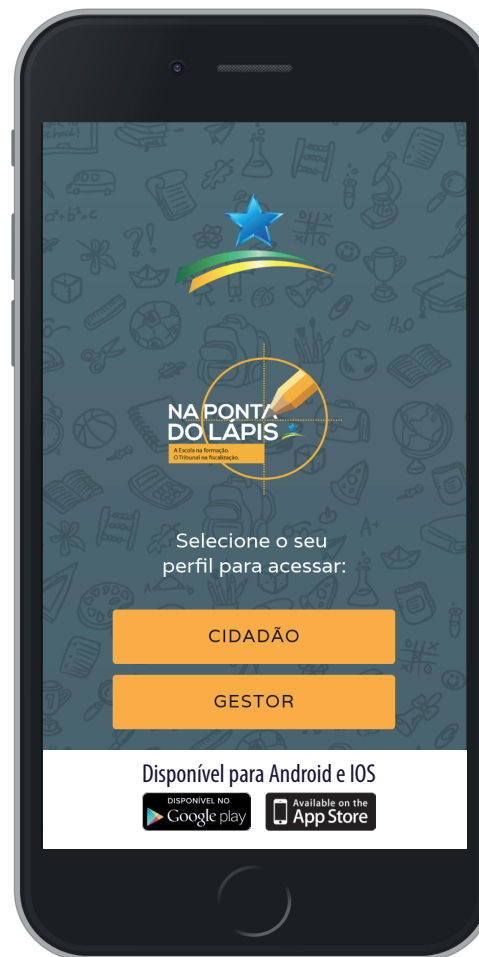 NA PONTA
DO LÁPIS
A Escola na formação.
O Tribunal na fiscalização.
Selecione o seu
perfil para acessar:
CIDADÃO
GESTOR
Disponível para Android e IOS
DISPONÍVEL NO
Google play
Available on the
App Store